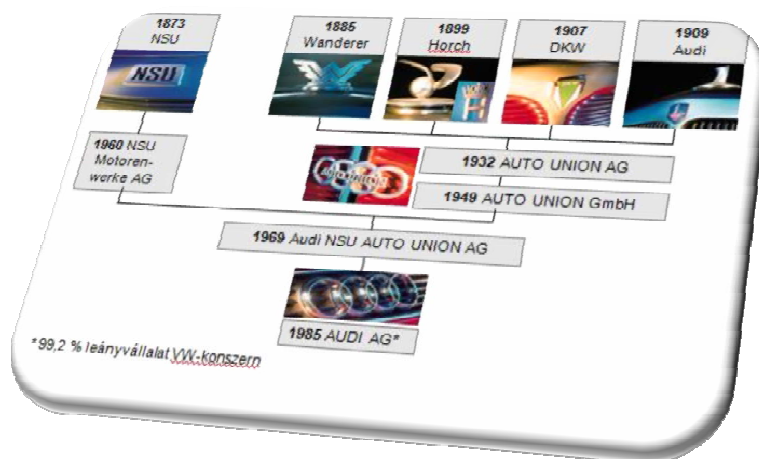 1873
NSU
1885
Wanderer
1899
Horch
1907
DKW
1909
Audi
NSU
1960 NSU
Motoren-
werke AG
1932 AUTO UNION AG
1949 AUTO UNION GmbH
1969 Audi NSU AUTO UNION AG
1985 AUDI AG*
*99,2 % leányvállalat VW-konszern